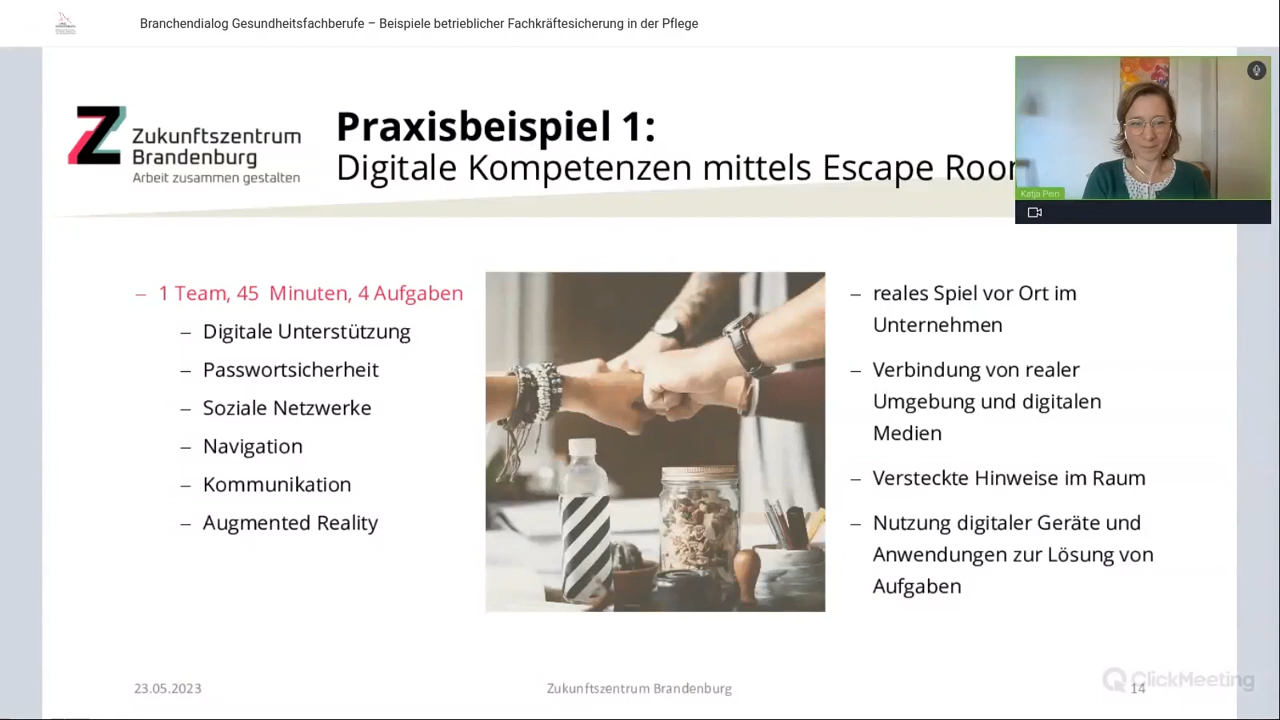 Branchendialog Gesundheitsfachberufe – Beispiele betrieblicher Fachkräftesicherung in der Pflege
Zukunftszentrum
Brandenburg
Arbeit zusammen gestalten
Praxisbeispiel 1:
Digitale Kompetenzen mittels Escape Roo
– 1 Team, 45 Minuten, 4 Aufgaben
– Digitale Unterstützung
– Passwortsicherheit
– Soziale Netzwerke
– Navigation
– Kommunikation
– Augmented Reality
– reales Spiel vor Ort im
Unternehmen
– Verbindung von realer
Umgebung und digitalen
Medien
– Versteckte Hinweise im Raum
– Nutzung digitaler Geräte und
Anwendungen zur Lösung von
Aufgaben
23.05.2023
Zukunftszentrum Brandenburg
14
ClickMeeting